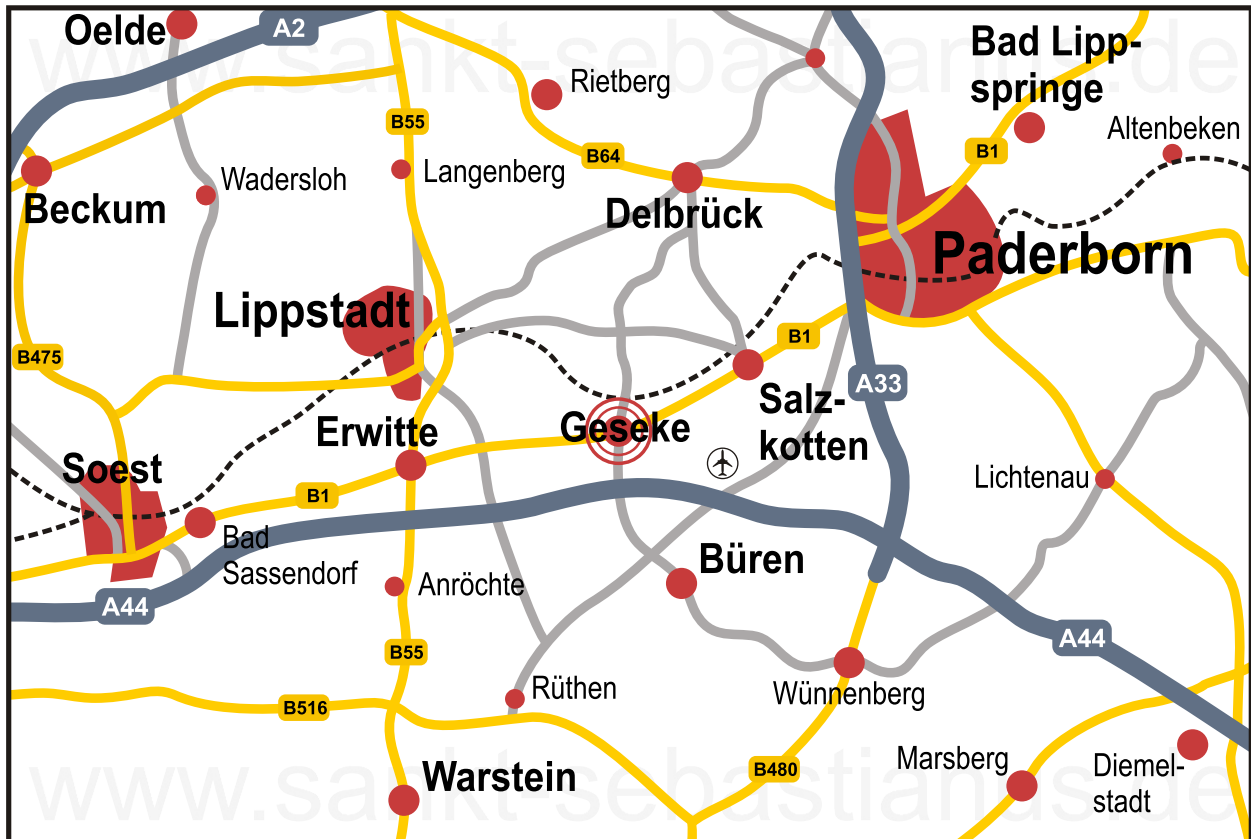 www.sankt-sebastianus.de
Oelde
A2
Bad Lipp-
springe
Rietberg
B55
Altenbeken
B64
B1
Langenberg
Wadersloh
Beckum
Delbrück
Paderborn
Lippstadt
B1
B475
A33
Salz-
kotten
Erwitte
Geseke
Soest
B1
Lichtenau
Bad
Sassendorf
Büren
Anröchte
A44
A44
B55
Rüthen
Wünnenberg
B516
Marsberg
Diemel-
stadt
B480
Warstein
www.sankt-sebastianus.de